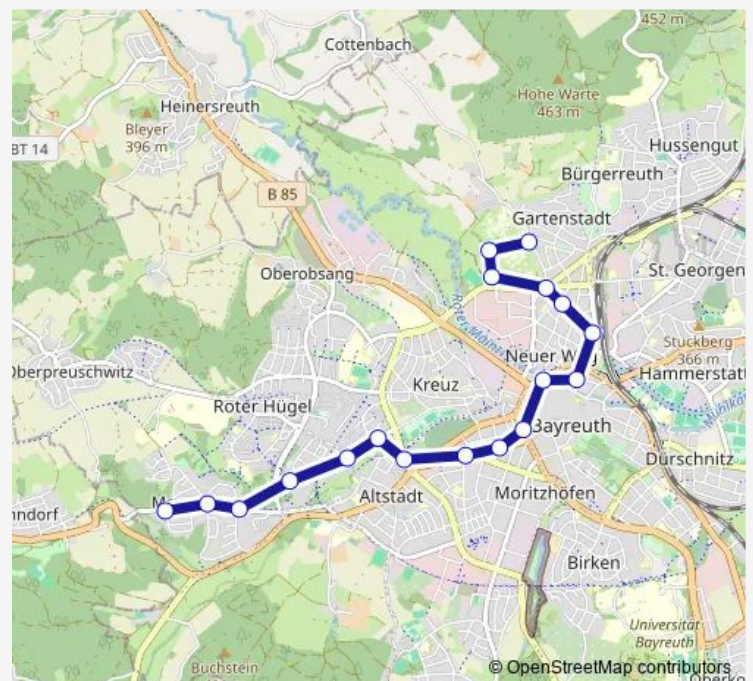 452 m
Cottenbach
Hohe Warte
463 m
Heinersreuth
Bleyer
396 m
BT 14
Hussengut
Bürgerreuth
B 85
Gartenstadt
Oberobsang
St. Georgen
Roter Main
Stuckberg
366 m
Neuer Weg
Oberpreuschwitz
Kreuz
Hammerstatt
Roter Hügel
Bayreuth
Dürschnitz
Altstadt
Moritzhöfen
Birken
Universität
Bayreuth
Buchstein
© OpenStreetMap contributors